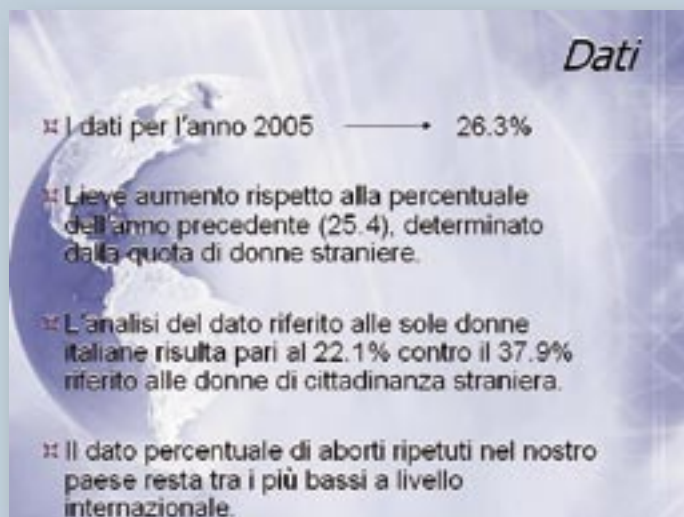 Dati
I dati per l'anno 2005 → 26.3%
Lieve aumento rispetto alla percentuale
dell'anno precedente (25.4), determinato
dalla quota di donne straniere.
L'analisi del dato riferito alle sole donne
italiane risulta pari al 22.1% contro il 37.9%
riferito alle donne di cittadinanza straniera.
Il dato percentuale di aborti ripetuti nel nostro
paese resta tra i più bassi a livello
internazionale.